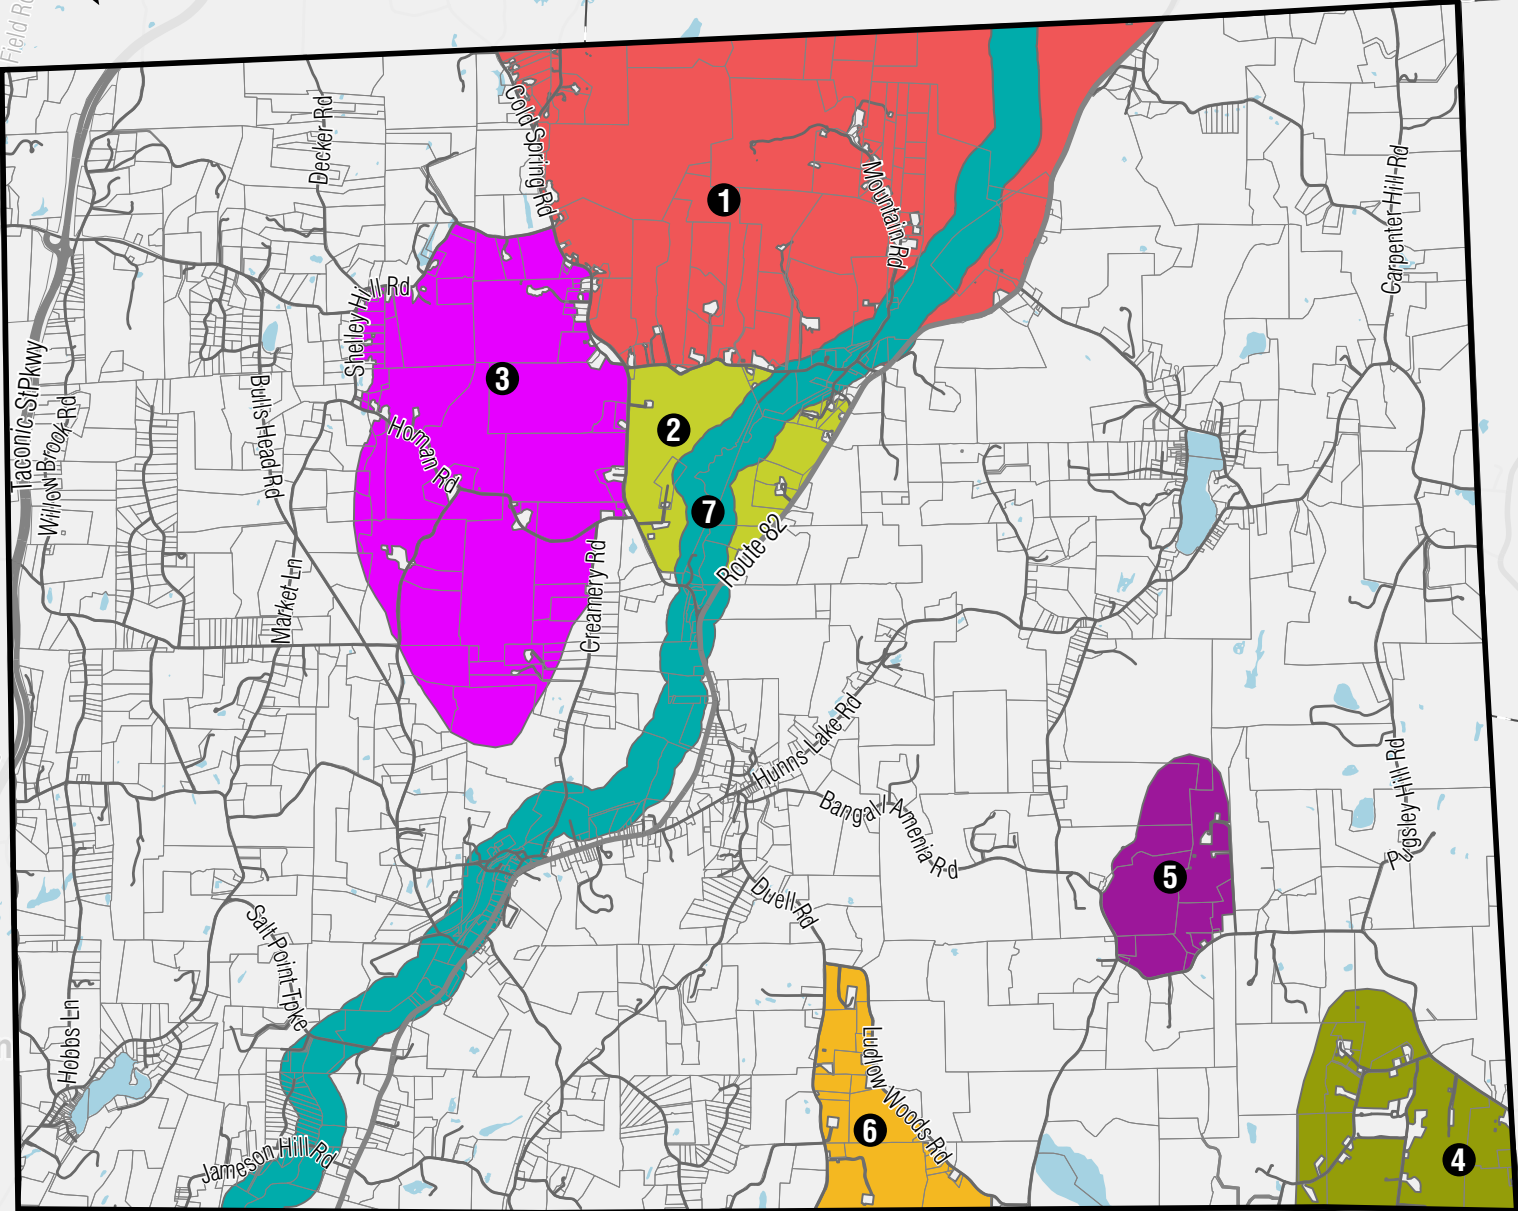 Field Rd
Decker Rd
Cold Spring Rd
1
Mountain Rd
Carpenter Hill Rd
Shelley Hill Rd
3
2
Taconic StPkwy
Willow Brook Rd
Bulls Head Rd
Homan Rd
7
Route 82
Market Ln
Creamery Rd
Hunns Lake Rd
Bangall Amenia Rd
Pugsley Hill Rd
5
Duell Rd
Salt Point Tpke
Hobbs Ln
Ludlow Woods Rd
6
4
Jameson Hill Rd